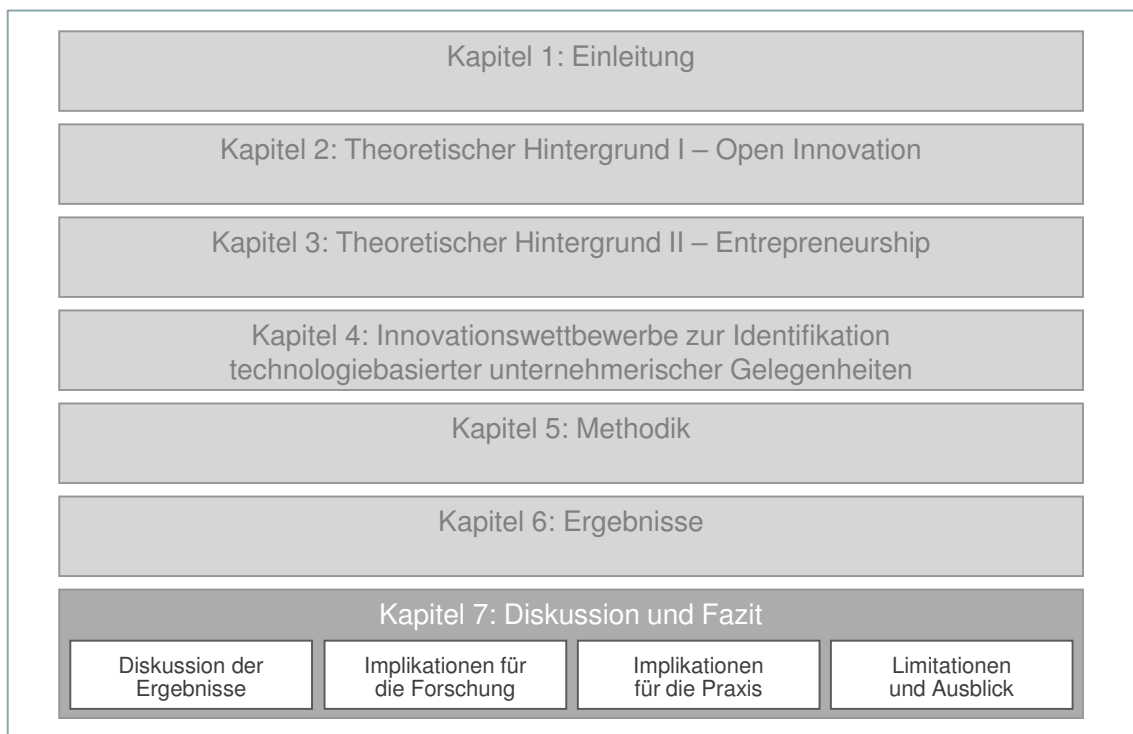 Kapitel 1: Einleitung
Kapitel 2: Theoretischer Hintergrund I – Open Innovation
Kapitel 3: Theoretischer Hintergrund II – Entrepreneurship
Kapitel 4: Innovationswettbewerbe zur Identifikation
technologiebasierter unternehmerischer Gelegenheiten
Kapitel 5: Methodik
Kapitel 6: Ergebnisse
Kapitel 7: Diskussion und Fazit
Diskussion der
Ergebnisse
Implikationen für
die Forschung
Implikationen
für die Praxis
Limitationen
und Ausblick